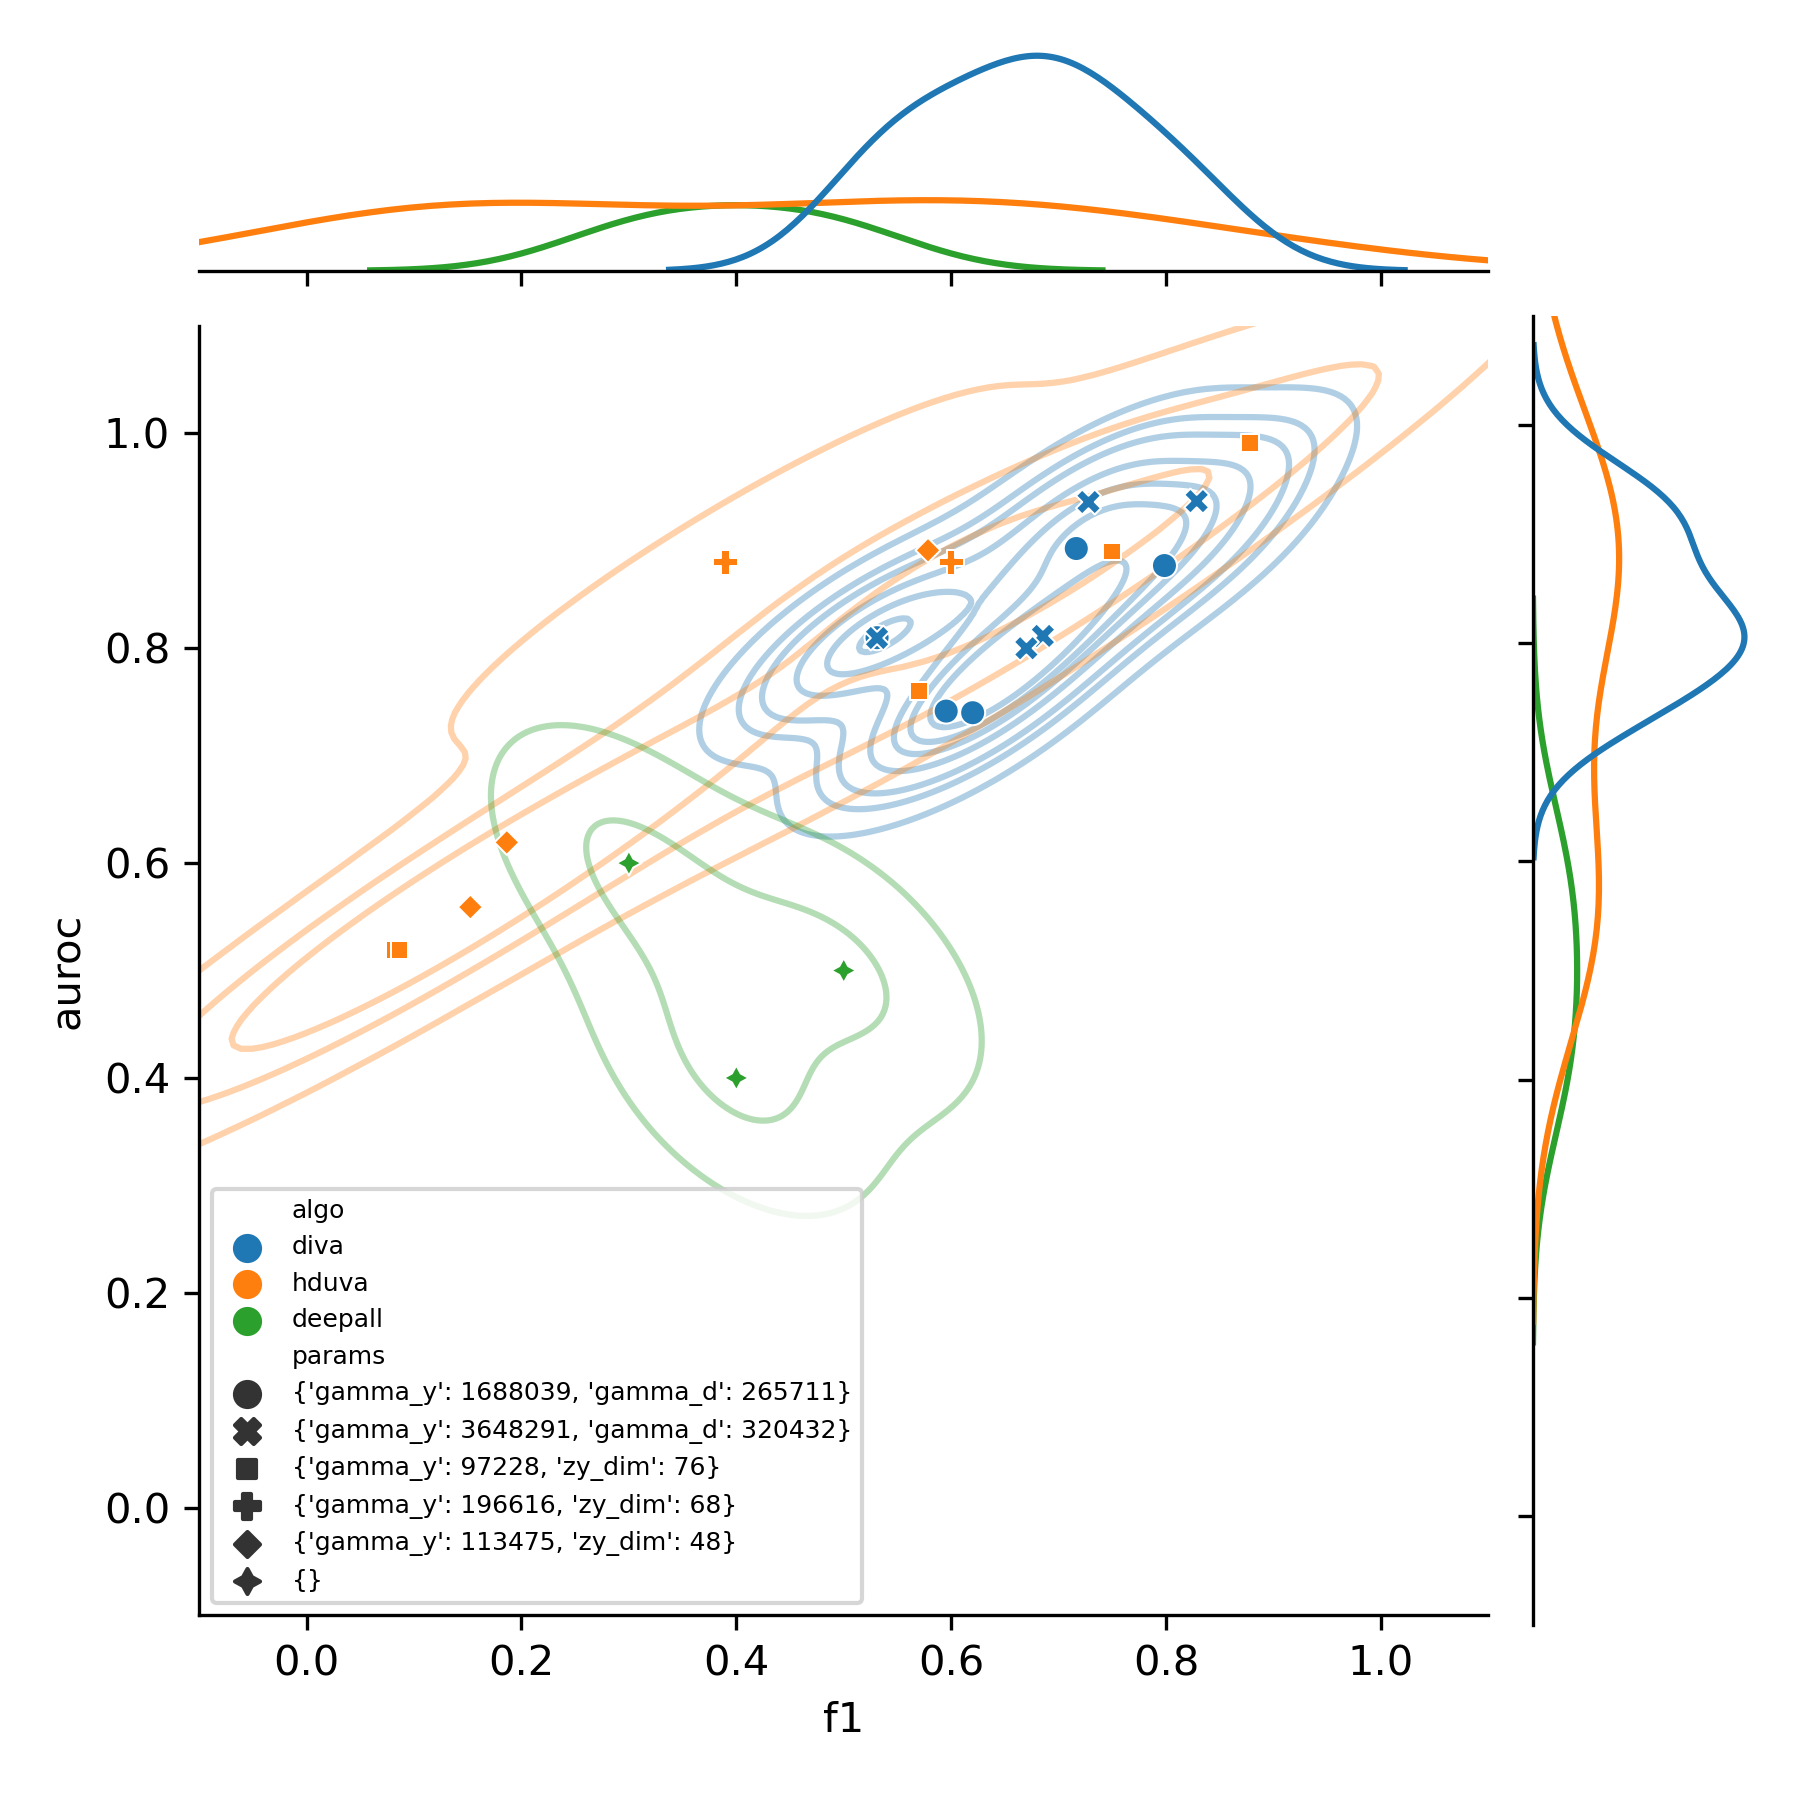 1.0
0.8
0.6
0.4
0.2
0.0
auroc
algo
diva
hduva
deepall
params
{'gamma_y': 1688039, 'gamma_d': 265711}
{'gamma_y': 3648291, 'gamma_d': 320432}
{'gamma_y': 97228, 'zy_dim': 76}
{'gamma_y': 196616, 'zy_dim': 68}
{'gamma_y': 113475, 'zy_dim': 48}
{}
0.0 0.2 0.4 0.6 0.8 1.0
f1